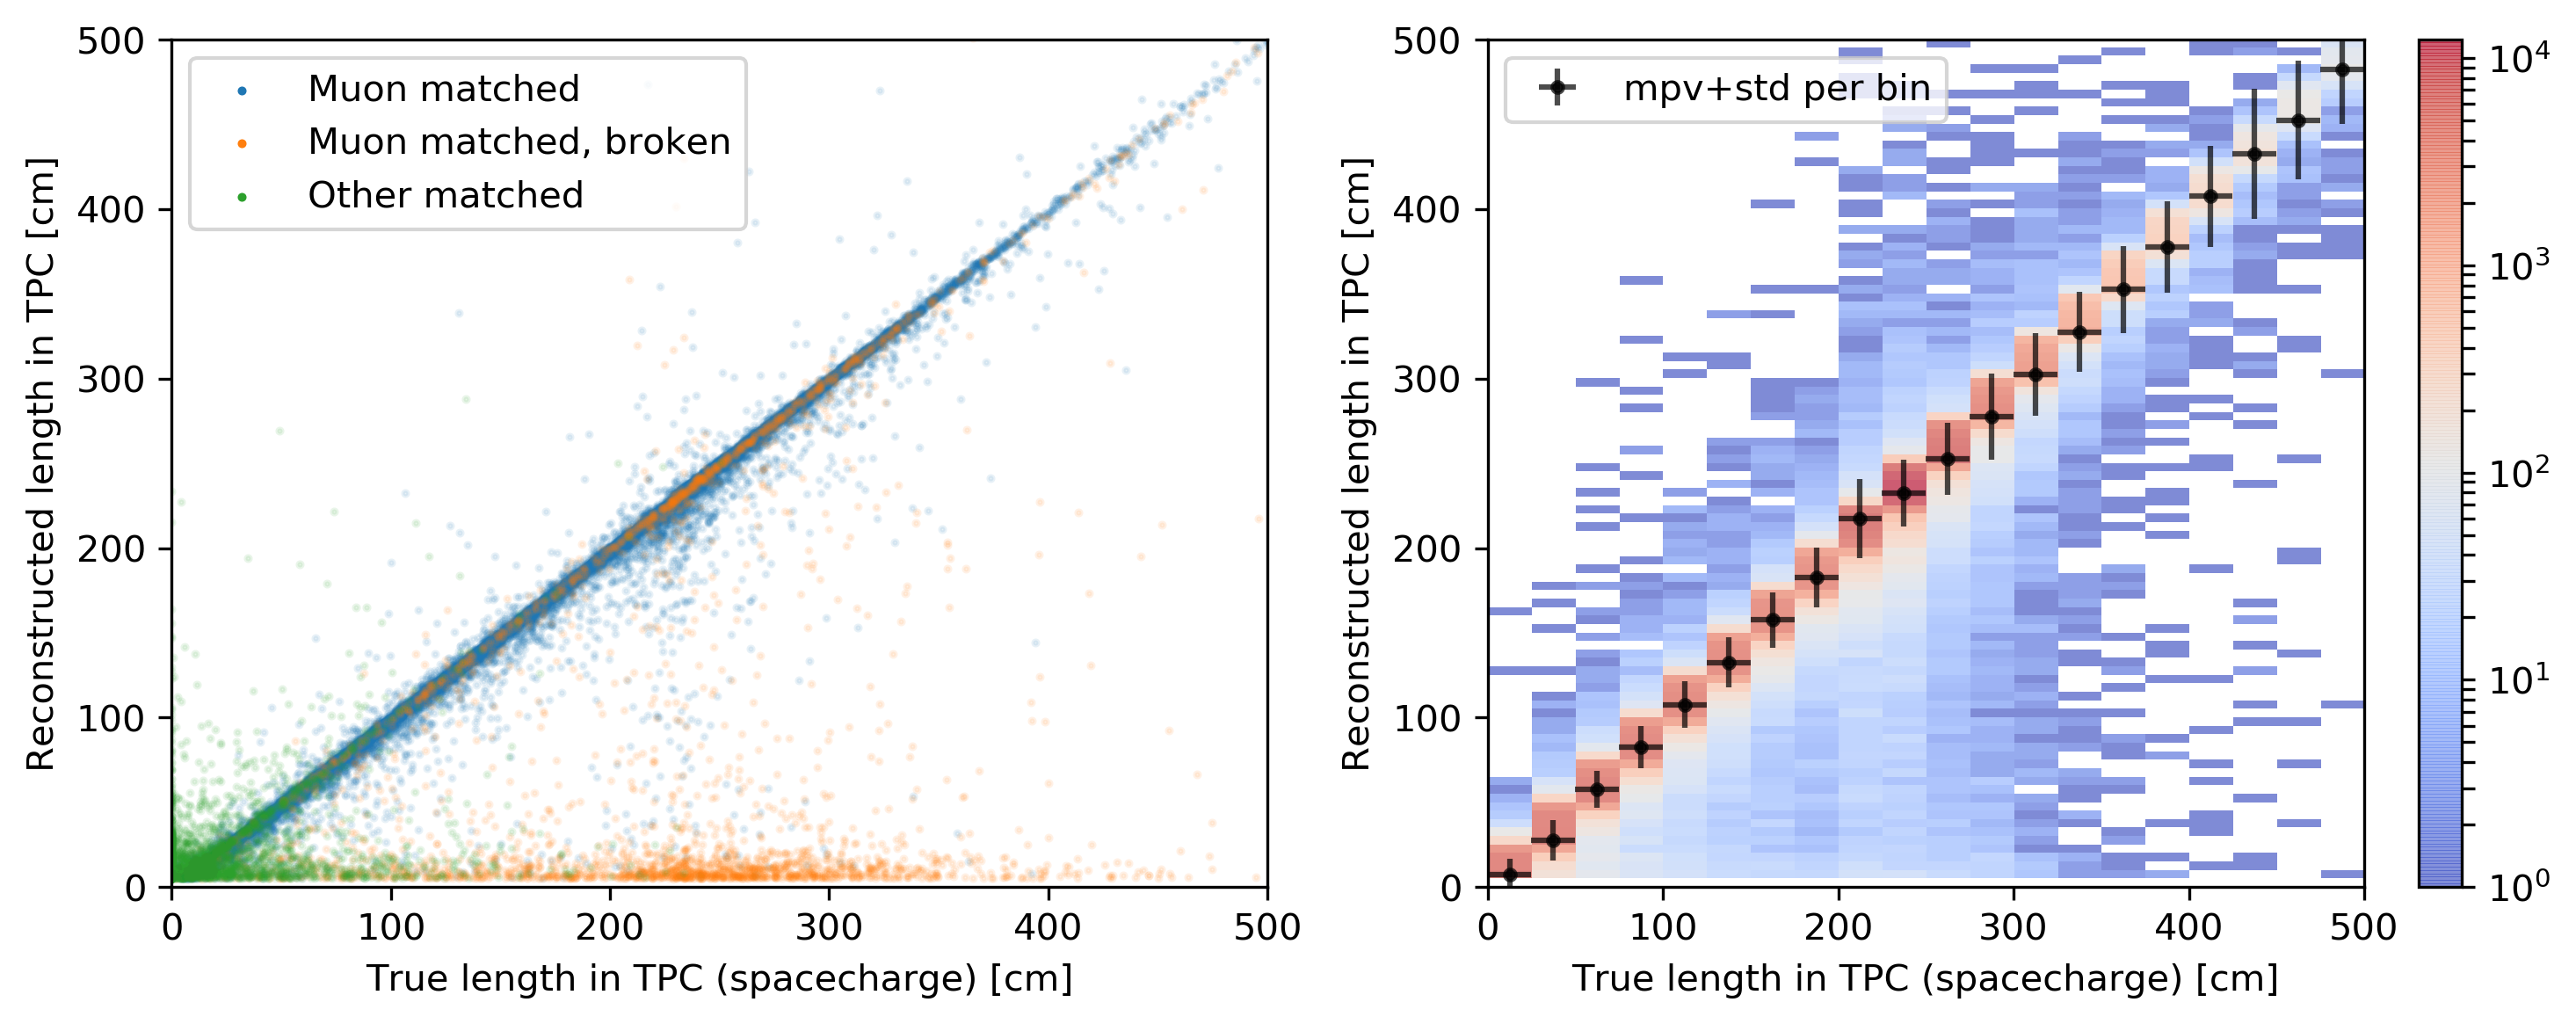 500
400
300
200
100
0
Reconstructed length in TPC [cm]
Muon matched
Muon matched, broken
Other matched
0 100 200 300 400 500
True length in TPC (spacecharge) [cm]
500
400
300
200
100
0
Reconstructed length in TPC [cm]
mpv+std per bin
0 100 200 300 400 500
True length in TPC (spacecharge) [cm]
10⁴
10³
10²
10¹
10⁰